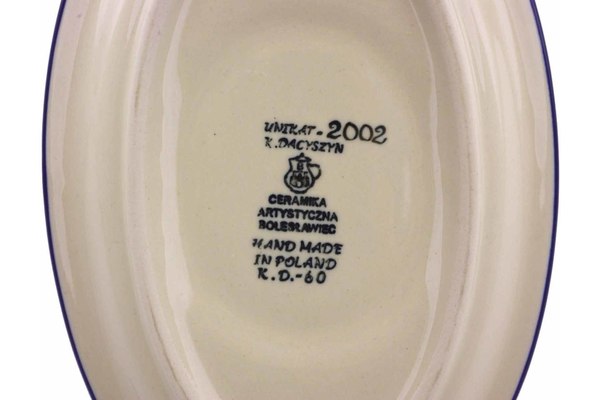 UNIKAT - 2002
K. DACYSZYN
CERAMIKA
ARTYSTYCZNA
BOLESŁAWIEC
HAND MADE
IN POLAND
K.D.-60